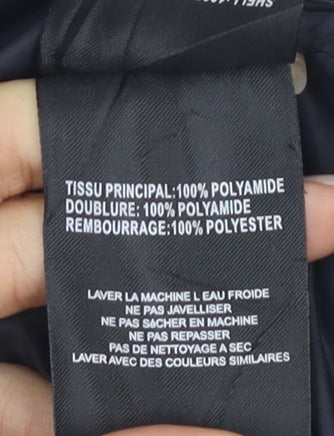 TISSU PRINCIPAL:100% POLYAMIDE
DOUBLURE: 100% POLYAMIDE
REMBOURRAGE:100% POLYESTER
LAVER LA MACHINE L EAU FROIDE
NE PAS JAVELLISER
NE PAS SéCHER EN MACHINE
NE PAS REPASSER
PAS DE NETTOYAGE A SEC
LAVER AVEC DES COULEURS SIMILAIRES